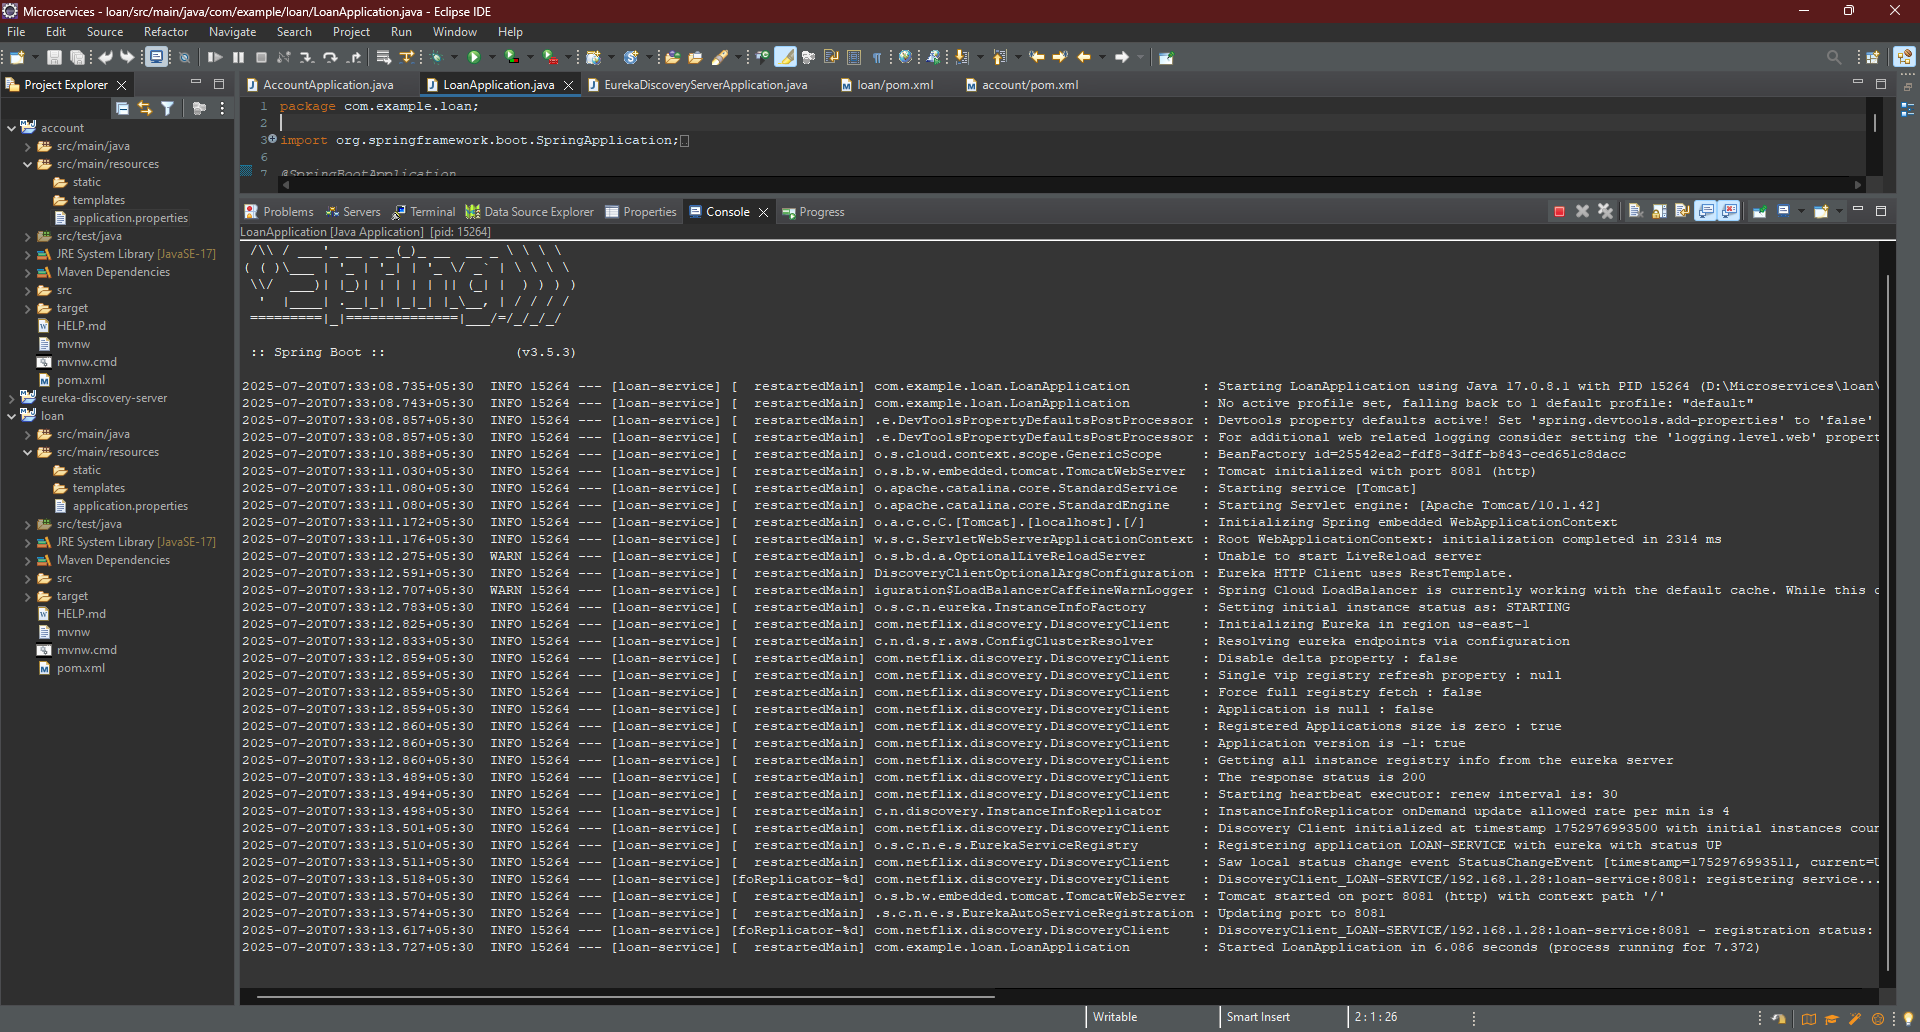 Microservices - loan/src/main/java/com/example/loan/LoanApplication.java - Eclipse IDE
File Edit Source Refactor Navigate Search Project Run Window Help
Project Explorer
account
src/main/java
src/main/resources
static
templates
application.properties
src/test/java
JRE System Library [JavaSE-17]
Maven Dependencies
src
target
HELP.md
mvnw
mvnw.cmd
pom.xml
eureka-discovery-server
loan
src/main/java
src/main/resources
static
templates
application.properties
src/test/java
JRE System Library [JavaSE-17]
Maven Dependencies
src
target
HELP.md
mvnw
mvnw.cmd
pom.xml
AccountApplication.java LoanApplication.java EurekaDiscoveryServerApplication.java loan/pom.xml account/pom.xml
1 package com.example.loan;
2
3 import org.springframework.boot.SpringApplication;
6
7 @SpringBootApplication
Problems Servers Terminal Data Source Explorer Properties Console Progress
LoanApplication [Java Application] [pid: 15264]
 /\\ / ___'_ __ _ _(_)_ __  __ _ \ \ \ \
( ( )\___ | '_ | '_| | '_ \/ _` | \ \ \ \
 \\/  ___)| |_)| | | | | || (_| |  ) ) ) )
  '  |____| .__|_| |_|_| |_\__, | / / / /
 =========|_|==============|___/=/_/_/_/
:: Spring Boot :: (v3.5.3)
2025-07-20T07:33:08.735+05:30 INFO 15264 --- [loan-service] [ restartedMain] com.example.loan.LoanApplication : Starting LoanApplication using Java 17.0.8.1 with PID 15264 (D:\Microservices\loan\
2025-07-20T07:33:08.743+05:30 INFO 15264 --- [loan-service] [ restartedMain] com.example.loan.LoanApplication : No active profile set, falling back to 1 default profile: "default"
2025-07-20T07:33:08.857+05:30 INFO 15264 --- [loan-service] [ restartedMain] .e.DevToolsPropertyDefaultsPostProcessor : Devtools property defaults active! Set 'spring.devtools.add-properties' to 'false'
2025-07-20T07:33:08.857+05:30 INFO 15264 --- [loan-service] [ restartedMain] .e.DevToolsPropertyDefaultsPostProcessor : For additional web related logging consider setting the 'logging.level.web' propert
2025-07-20T07:33:10.388+05:30 INFO 15264 --- [loan-service] [ restartedMain] o.s.cloud.context.scope.GenericScope : BeanFactory id=25542ea2-fdf8-3dff-b843-ced651c8dacc
2025-07-20T07:33:11.030+05:30 INFO 15264 --- [loan-service] [ restartedMain] o.s.b.w.embedded.tomcat.TomcatWebServer : Tomcat initialized with port 8081 (http)
2025-07-20T07:33:11.080+05:30 INFO 15264 --- [loan-service] [ restartedMain] o.apache.catalina.core.StandardService : Starting service [Tomcat]
2025-07-20T07:33:11.080+05:30 INFO 15264 --- [loan-service] [ restartedMain] o.apache.catalina.core.StandardEngine : Starting Servlet engine: [Apache Tomcat/10.1.42]
2025-07-20T07:33:11.172+05:30 INFO 15264 --- [loan-service] [ restartedMain] o.a.c.c.C.[Tomcat].[localhost].[/] : Initializing Spring embedded WebApplicationContext
2025-07-20T07:33:11.176+05:30 INFO 15264 --- [loan-service] [ restartedMain] w.s.c.ServletWebServerApplicationContext : Root WebApplicationContext: initialization completed in 2314 ms
2025-07-20T07:33:12.275+05:30 WARN 15264 --- [loan-service] [ restartedMain] o.s.b.d.a.OptionalLiveReloadServer : Unable to start LiveReload server
2025-07-20T07:33:12.591+05:30 INFO 15264 --- [loan-service] [ restartedMain] DiscoveryClientOptionalArgsConfiguration : Eureka HTTP Client uses RestTemplate.
2025-07-20T07:33:12.707+05:30 WARN 15264 --- [loan-service] [ restartedMain] iguration$LoadBalancerCaffeineWarnLogger : Spring Cloud LoadBalancer is currently working with the default cache. While this c
2025-07-20T07:33:12.783+05:30 INFO 15264 --- [loan-service] [ restartedMain] o.s.c.n.eureka.InstanceInfoFactory : Setting initial instance status as: STARTING
2025-07-20T07:33:12.825+05:30 INFO 15264 --- [loan-service] [ restartedMain] com.netflix.discovery.DiscoveryClient : Initializing Eureka in region us-east-1
2025-07-20T07:33:12.833+05:30 INFO 15264 --- [loan-service] [ restartedMain] c.n.d.s.r.aws.ConfigClusterResolver : Resolving eureka endpoints via configuration
2025-07-20T07:33:12.859+05:30 INFO 15264 --- [loan-service] [ restartedMain] com.netflix.discovery.DiscoveryClient : Disable delta property : false
2025-07-20T07:33:12.859+05:30 INFO 15264 --- [loan-service] [ restartedMain] com.netflix.discovery.DiscoveryClient : Single vip registry refresh property : null
2025-07-20T07:33:12.859+05:30 INFO 15264 --- [loan-service] [ restartedMain] com.netflix.discovery.DiscoveryClient : Force full registry fetch : false
2025-07-20T07:33:12.859+05:30 INFO 15264 --- [loan-service] [ restartedMain] com.netflix.discovery.DiscoveryClient : Application is null : false
2025-07-20T07:33:12.860+05:30 INFO 15264 --- [loan-service] [ restartedMain] com.netflix.discovery.DiscoveryClient : Registered Applications size is zero : true
2025-07-20T07:33:12.860+05:30 INFO 15264 --- [loan-service] [ restartedMain] com.netflix.discovery.DiscoveryClient : Application version is -1: true
2025-07-20T07:33:12.860+05:30 INFO 15264 --- [loan-service] [ restartedMain] com.netflix.discovery.DiscoveryClient : Getting all instance registry info from the eureka server
2025-07-20T07:33:13.489+05:30 INFO 15264 --- [loan-service] [ restartedMain] com.netflix.discovery.DiscoveryClient : The response status is 200
2025-07-20T07:33:13.494+05:30 INFO 15264 --- [loan-service] [ restartedMain] com.netflix.discovery.DiscoveryClient : Starting heartbeat executor: renew interval is: 30
2025-07-20T07:33:13.498+05:30 INFO 15264 --- [loan-service] [ restartedMain] c.n.discovery.InstanceInfoReplicator : InstanceInfoReplicator onDemand update allowed rate per min is 4
2025-07-20T07:33:13.501+05:30 INFO 15264 --- [loan-service] [ restartedMain] com.netflix.discovery.DiscoveryClient : Discovery Client initialized at timestamp 1752976993500 with initial instances coun
2025-07-20T07:33:13.510+05:30 INFO 15264 --- [loan-service] [ restartedMain] o.s.c.n.e.s.EurekaServiceRegistry : Registering application LOAN-SERVICE with eureka with status UP
2025-07-20T07:33:13.511+05:30 INFO 15264 --- [loan-service] [ restartedMain] com.netflix.discovery.DiscoveryClient : Saw local status change event StatusChangeEvent [timestamp=1752976993511, current=U
2025-07-20T07:33:13.518+05:30 INFO 15264 --- [loan-service] [foReplicator-%d] com.netflix.discovery.DiscoveryClient : DiscoveryClient_LOAN-SERVICE/192.168.1.28:loan-service:8081: registering service...
2025-07-20T07:33:13.570+05:30 INFO 15264 --- [loan-service] [ restartedMain] o.s.b.w.embedded.tomcat.TomcatWebServer : Tomcat started on port 8081 (http) with context path '/'
2025-07-20T07:33:13.574+05:30 INFO 15264 --- [loan-service] [ restartedMain] .s.c.n.e.s.EurekaAutoServiceRegistration : Updating port to 8081
2025-07-20T07:33:13.617+05:30 INFO 15264 --- [loan-service] [foReplicator-%d] com.netflix.discovery.DiscoveryClient : DiscoveryClient_LOAN-SERVICE/192.168.1.28:loan-service:8081 - registration status:
2025-07-20T07:33:13.727+05:30 INFO 15264 --- [loan-service] [ restartedMain] com.example.loan.LoanApplication : Started LoanApplication in 6.086 seconds (process running for 7.372)
Writable Smart Insert 2 : 1 : 26